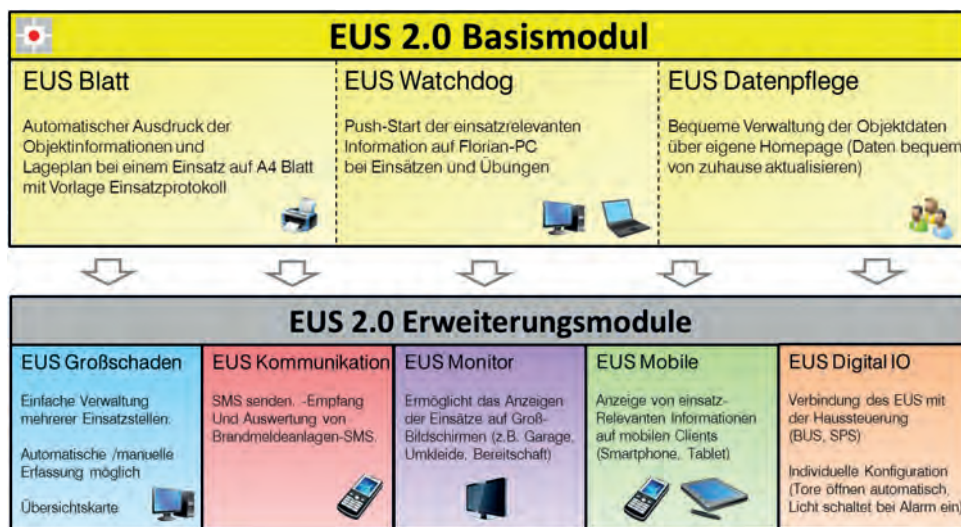 EUS 2.0 Basismodul
EUS Blatt
Automatischer Ausdruck der
Objektinformationen und
Lageplan bei einem Einsatz auf A4 Blatt
mit Vorlage Einsatzprotokoll
EUS Watchdog
Push-Start der einsatzrelevanten
Information auf Florian-PC
bei Einsätzen und Übungen
EUS Datenpflege
Bequeme Verwaltung der Objektdaten
über eigene Homepage (Daten bequem
von zuhause aktualisieren)
EUS 2.0 Erweiterungsmodule
EUS Großschaden
Einfache Verwaltung
mehrerer Einsatzstellen.
Automatische /manuelle
Erfassung möglich
Übersichtskarte
EUS Kommunikation
SMS senden. -Empfang
Und Auswertung von
Brandmeldeanlagen-SMS.
EUS Monitor
Ermöglicht das Anzeigen
der Einsätze auf Groß-
Bildschirmen (z.B. Garage,
Umkleide, Bereitschaft)
EUS Mobile
Anzeige von einsatz-
Relevanten Informationen
auf mobilen Clients
(Smartphone, Tablet)
EUS Digital IO
Verbindung des EUS mit
der Haussteuerung
(BUS, SPS)
Individuelle Konfiguration
(Tore öffnen automatisch,
Licht schaltet bei Alarm ein)